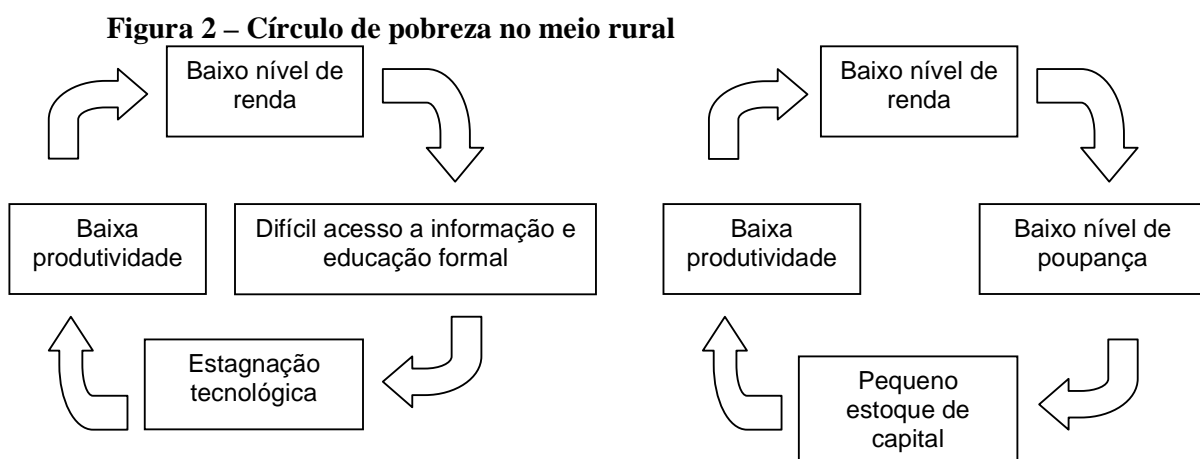 Figura 2 – Círculo de pobreza no meio rural
Baixo nível de
renda
Difícil acesso a informação e
educação formal
Estagnação
tecnológica
Baixa
produtividade
Baixo nível de
renda
Baixo nível de
poupança
Pequeno
estoque de
capital
Baixa
produtividade